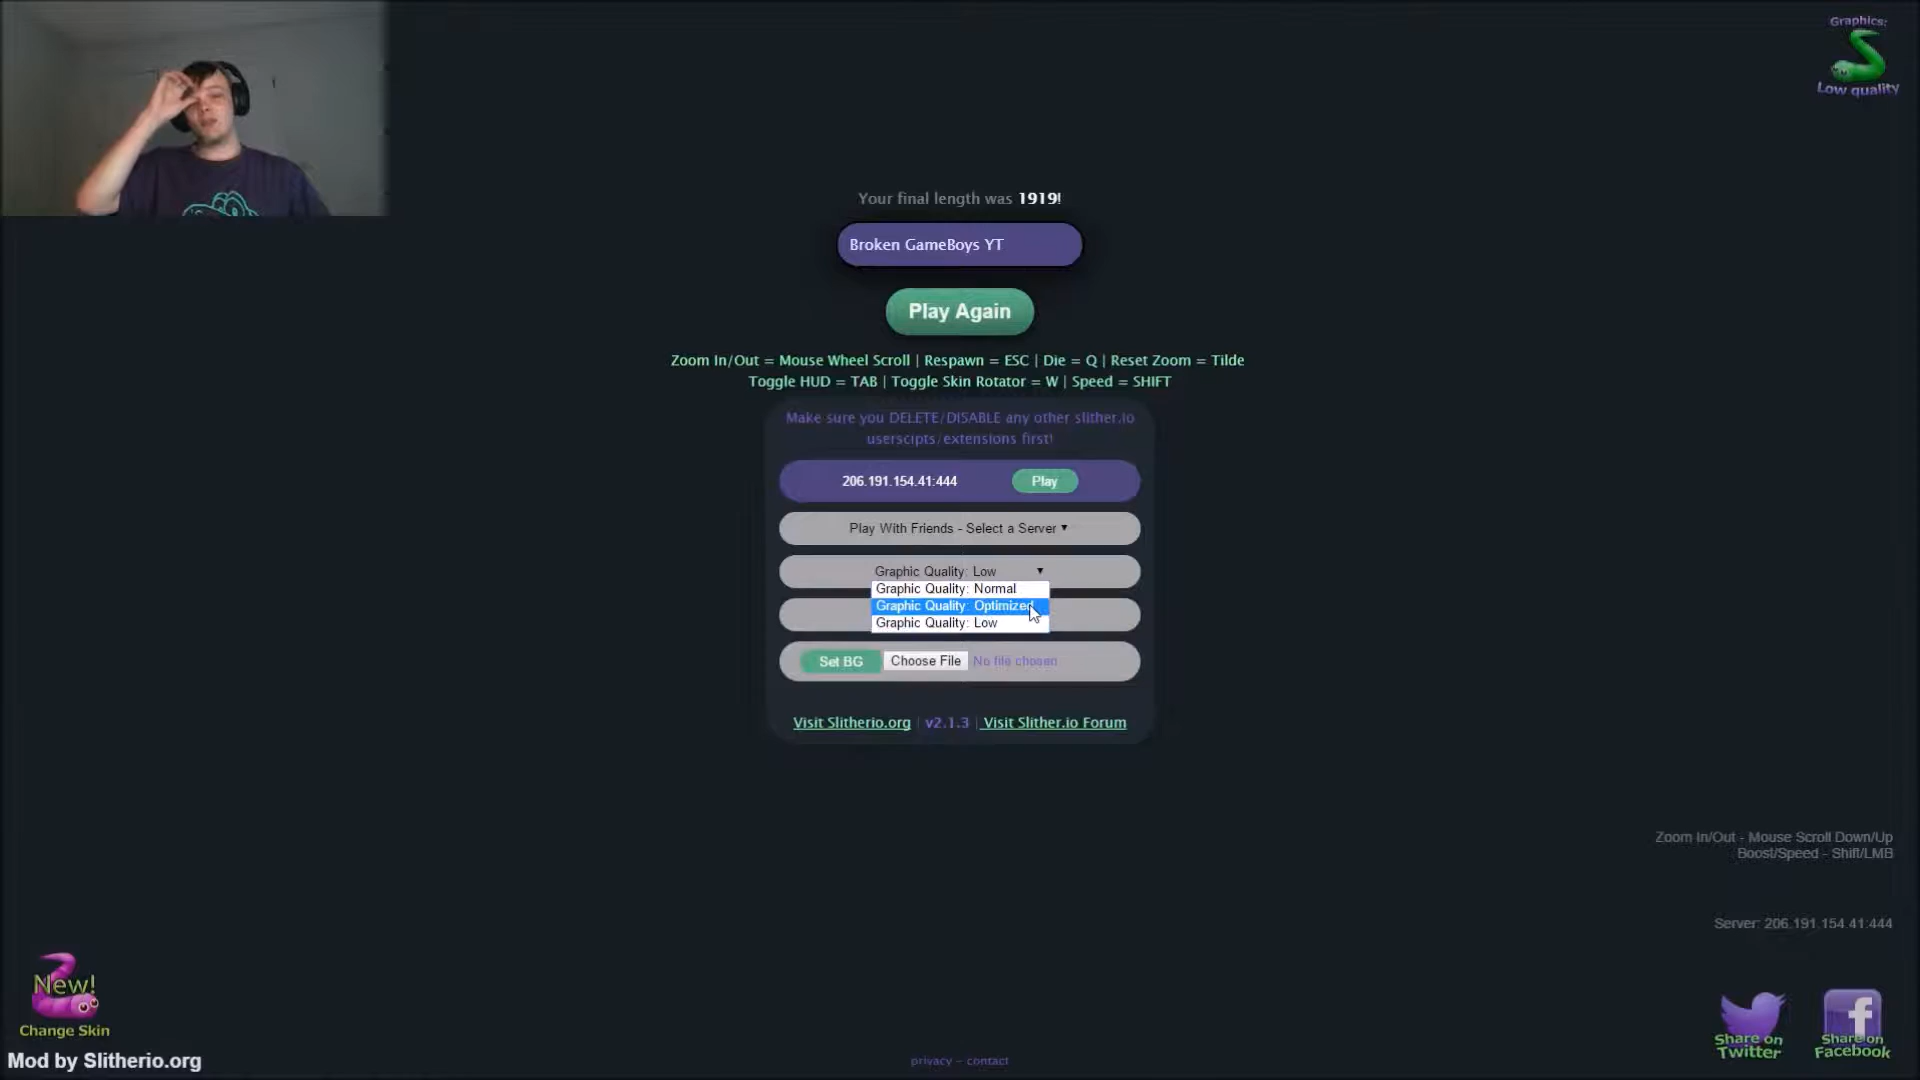 Graphics:
Low quality
Your final length was 1919!
Broken GameBoys YT
Play Again
Zoom In/Out = Mouse Wheel Scroll | Respawn = ESC | Die = Q | Reset Zoom = Tilde
Toggle HUD = TAB | Toggle Skin Rotator = W | Speed = SHIFT
Make sure you DELETE/DISABLE any other slither.io
userscipts/extensions first!
206.191.154.41:444 Play
Play With Friends - Select a Server
Graphic Quality: Low
Graphic Quality: Normal
Graphic Quality: Optimized
Graphic Quality: Low
Set BG Choose File No file chosen
Visit Slitherio.org | v2.1.3 | Visit Slither.io Forum
Zoom In/Out - Mouse Scroll Down/Up
Boost/Speed - Shift/LMB
Server: 206.191.154.41:444
New!
Change Skin
Share on
Twitter
Share on
Facebook
Mod by Slitherio.org
privacy - contact